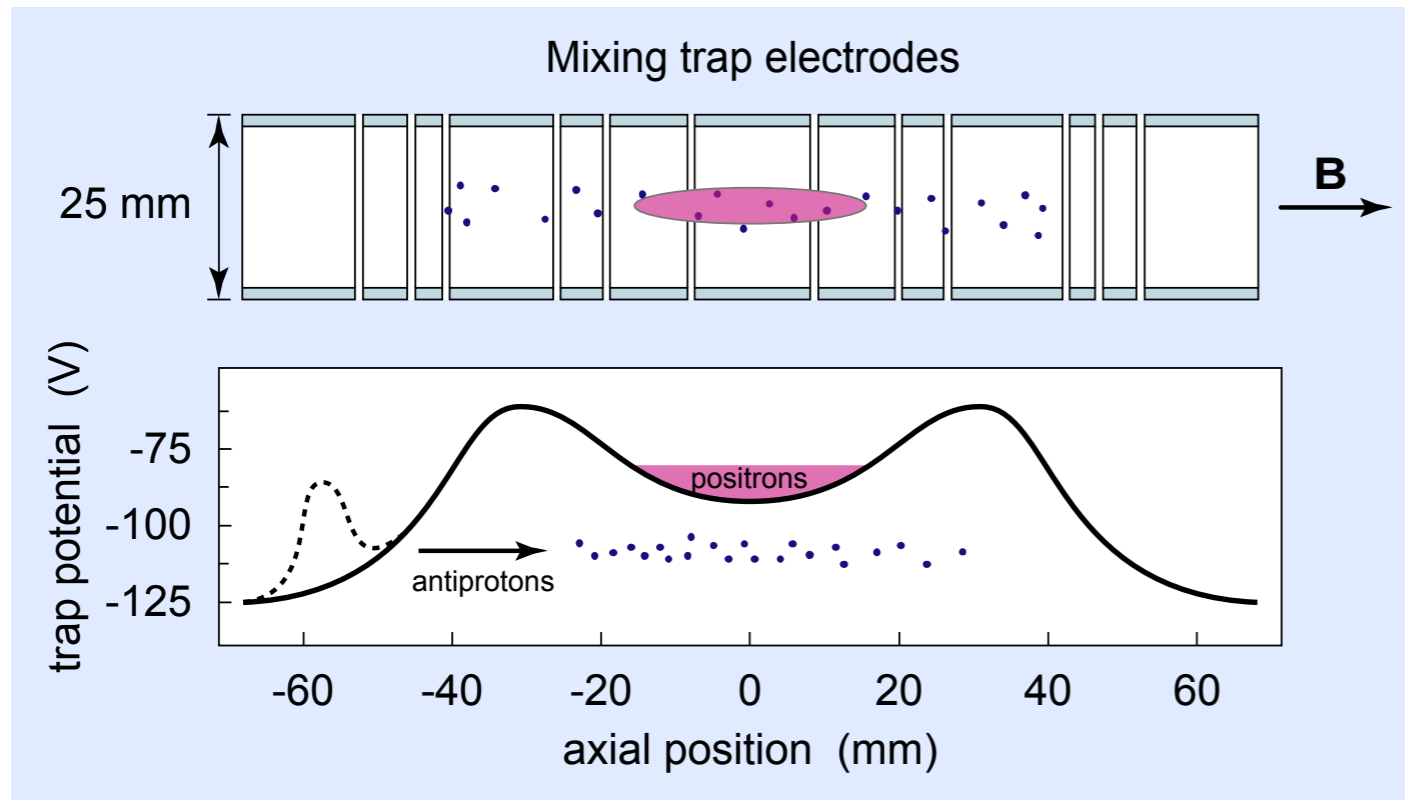 Mixing trap electrodes
25 mm
B
trap potential (V)
-75
-100
-125
positrons
antiprotons
-60 -40 -20 0 20 40 60
axial position (mm)